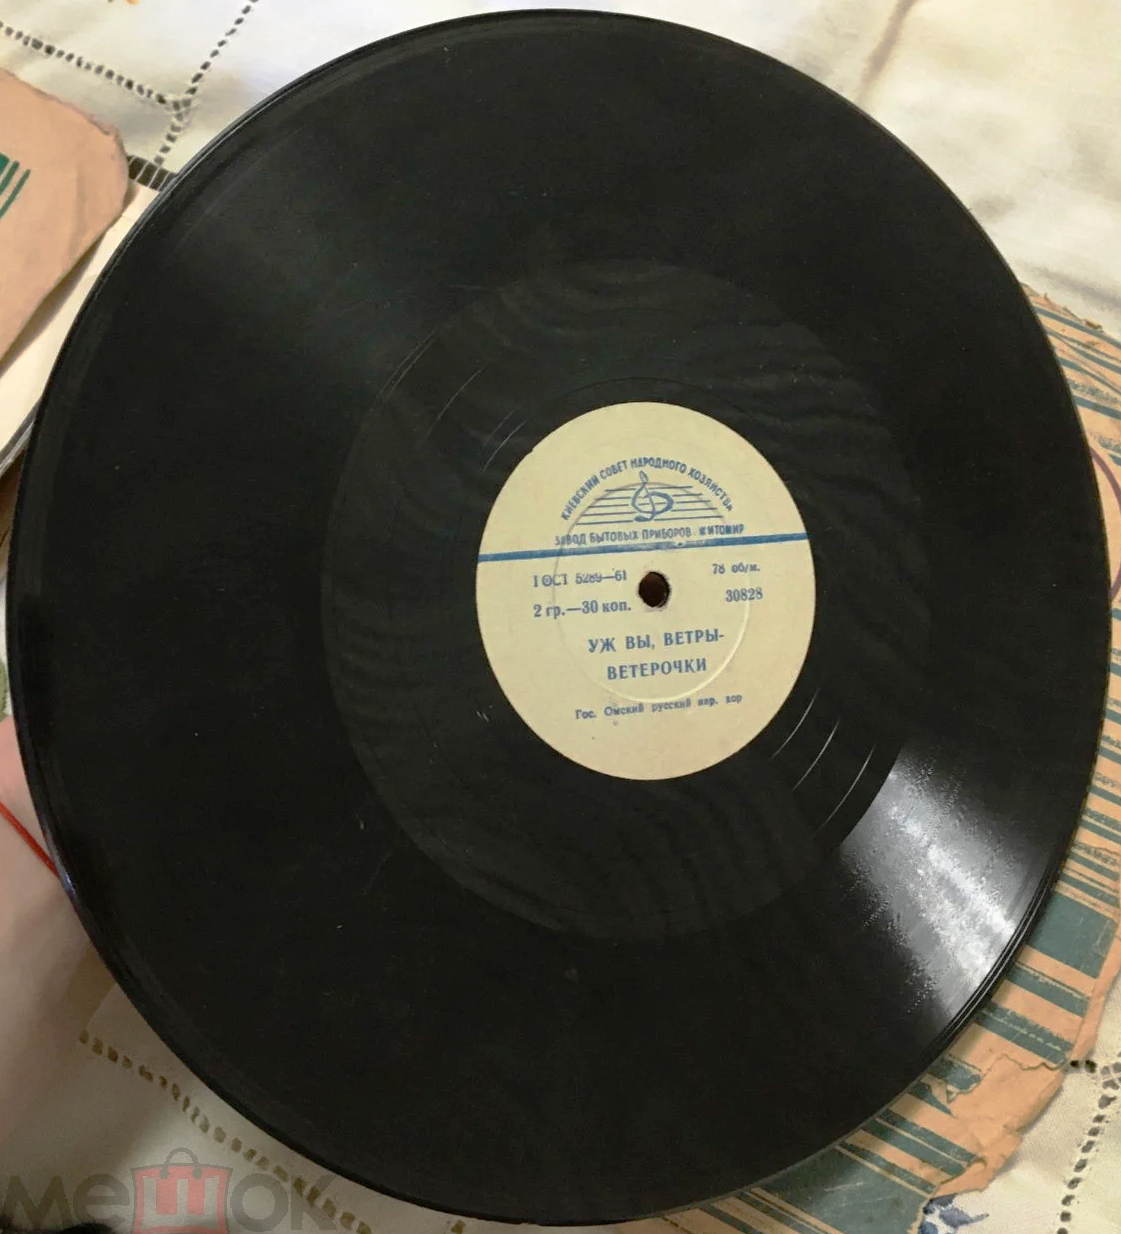 КИЕВСКИЙ СОВЕТ НАРОДНОГО ХОЗЯЙСТВА
ЗАВОД БЫТОВЫХ ПРИБОРОВ · ЖИТОМИР
ГОСТ 5289—61 78 об/м.
2 гр.—30 коп. 30828
УЖ ВЫ, ВЕТРЫ-
ВЕТЕРОЧКИ
Гос. Омский русский нар. хор
мешок